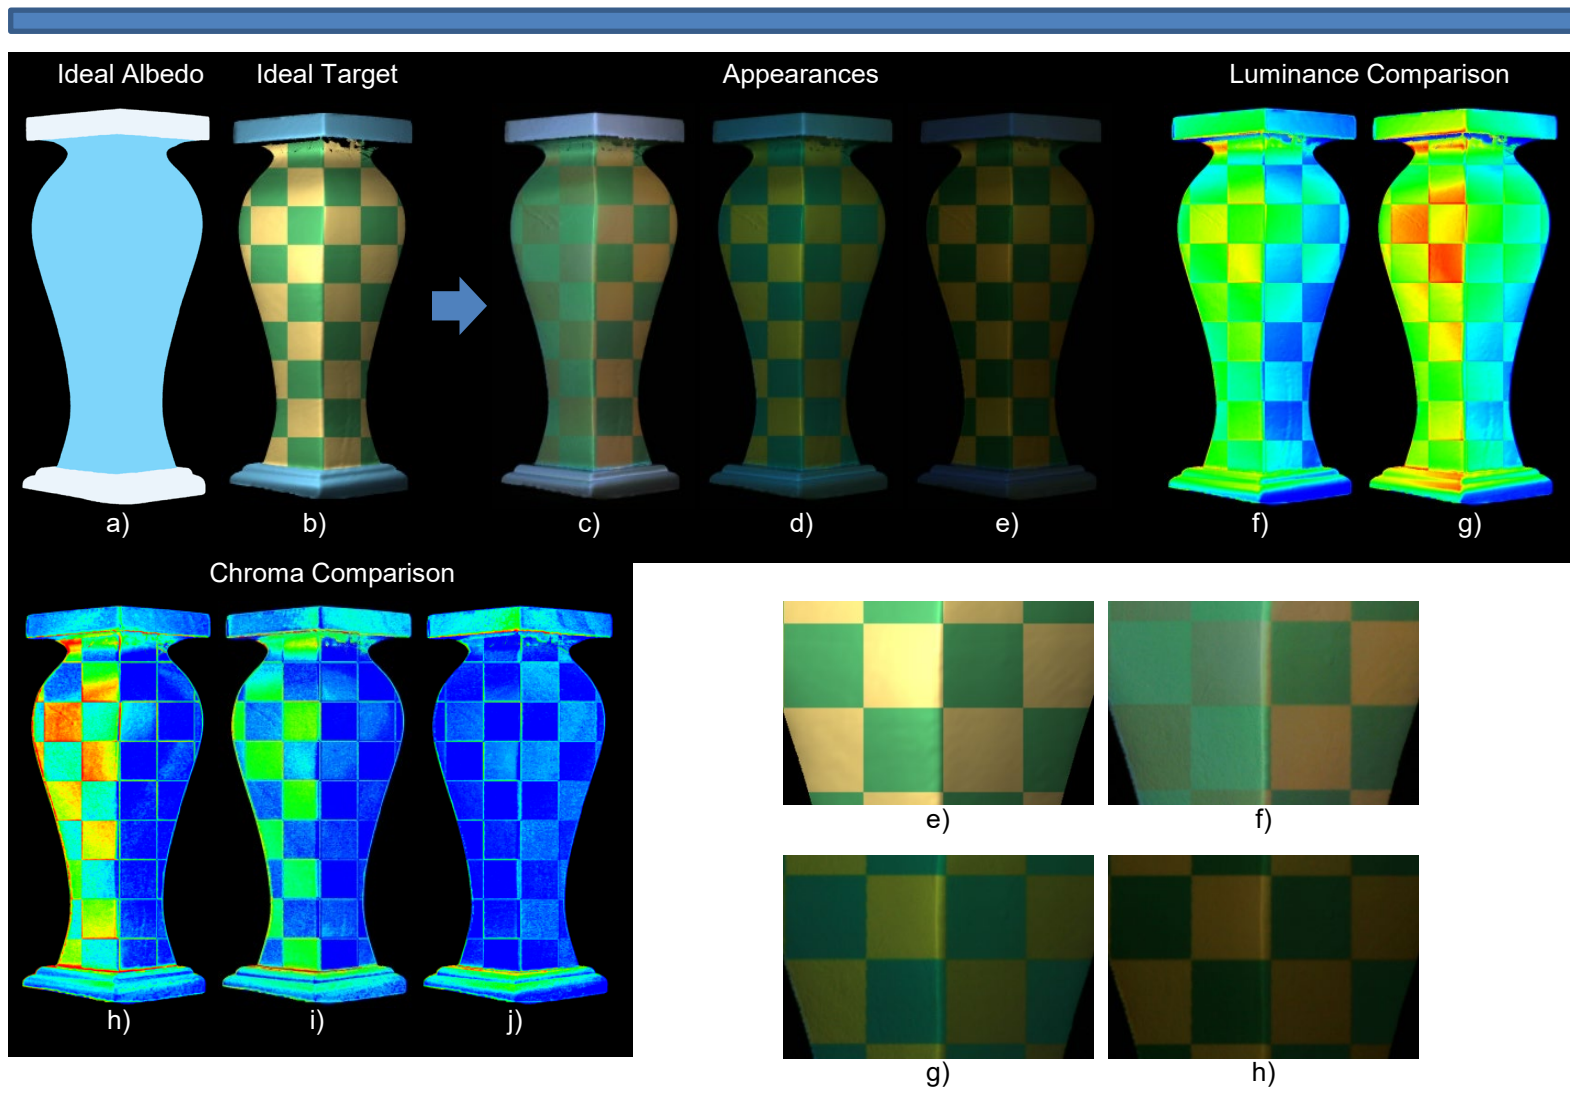 Ideal Albedo
Ideal Target
Appearances
Luminance Comparison
a)
b)
c)
d)
e)
f)
g)
Chroma Comparison
h)
i)
j)
e)
f)
g)
h)